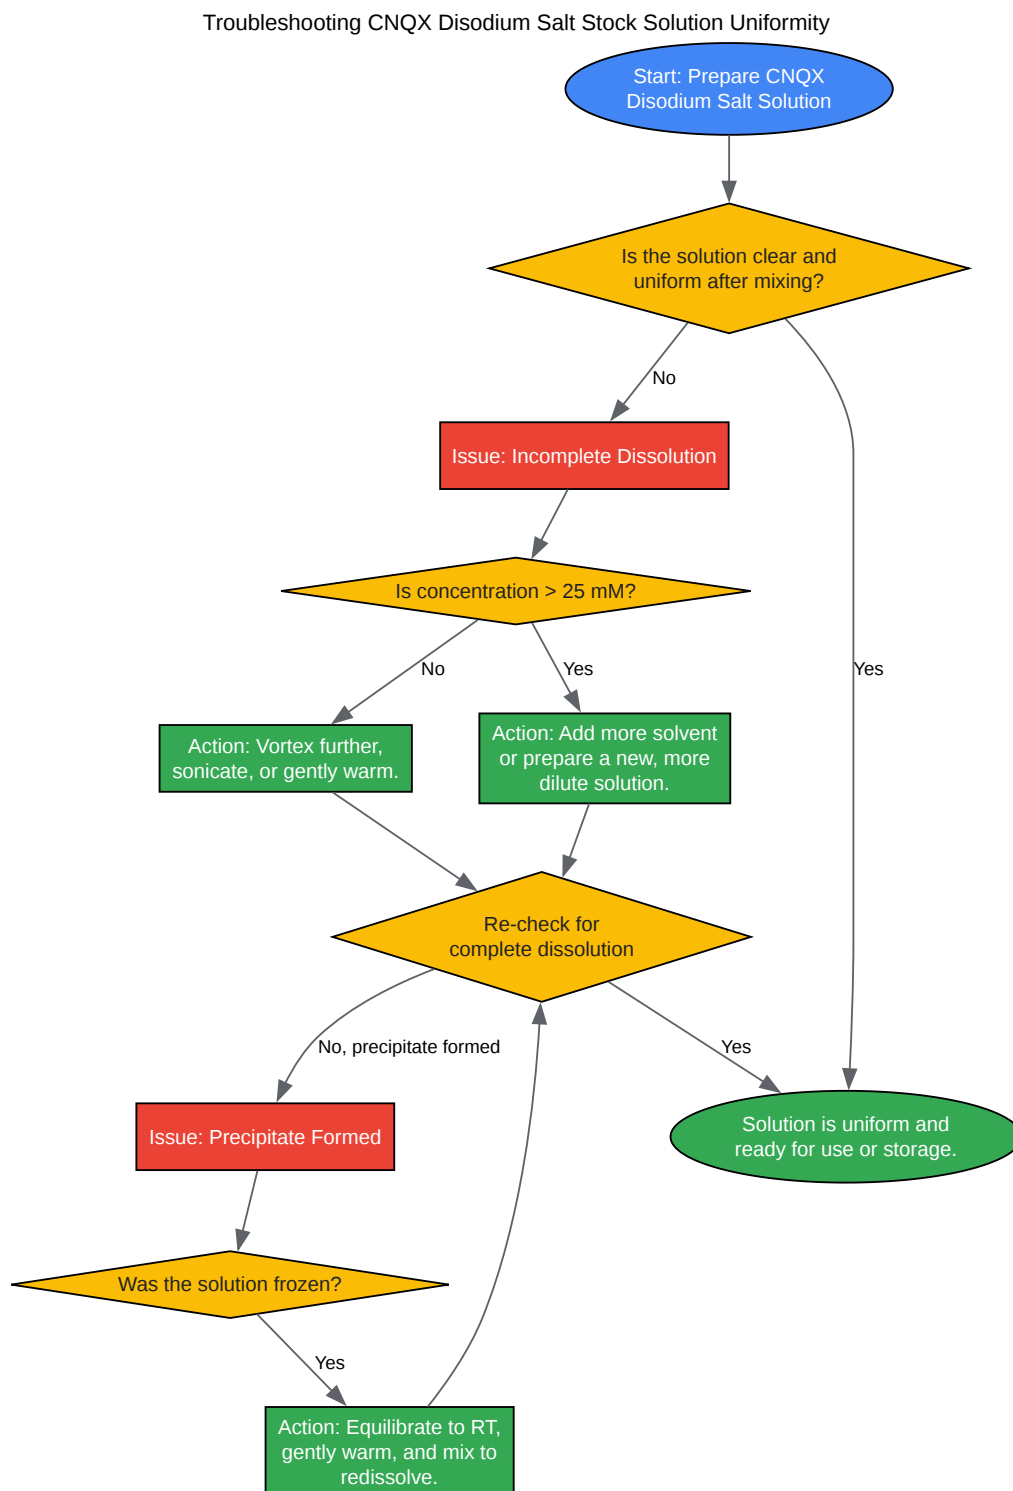 Troubleshooting CNQX Disodium Salt Stock Solution Uniformity
Start: Prepare CNQX
Disodium Salt Solution
Is the solution clear and
uniform after mixing?
No
Issue: Incomplete Dissolution
Is concentration > 25 mM?
No
Yes
Yes
Action: Vortex further,
sonicate, or gently warm.
Action: Add more solvent
or prepare a new, more
dilute solution.
Re-check for
complete dissolution
No, precipitate formed
Yes
Issue: Precipitate Formed
Solution is uniform and
ready for use or storage.
Was the solution frozen?
Yes
Action: Equilibrate to RT,
gently warm, and mix to
redissolve.